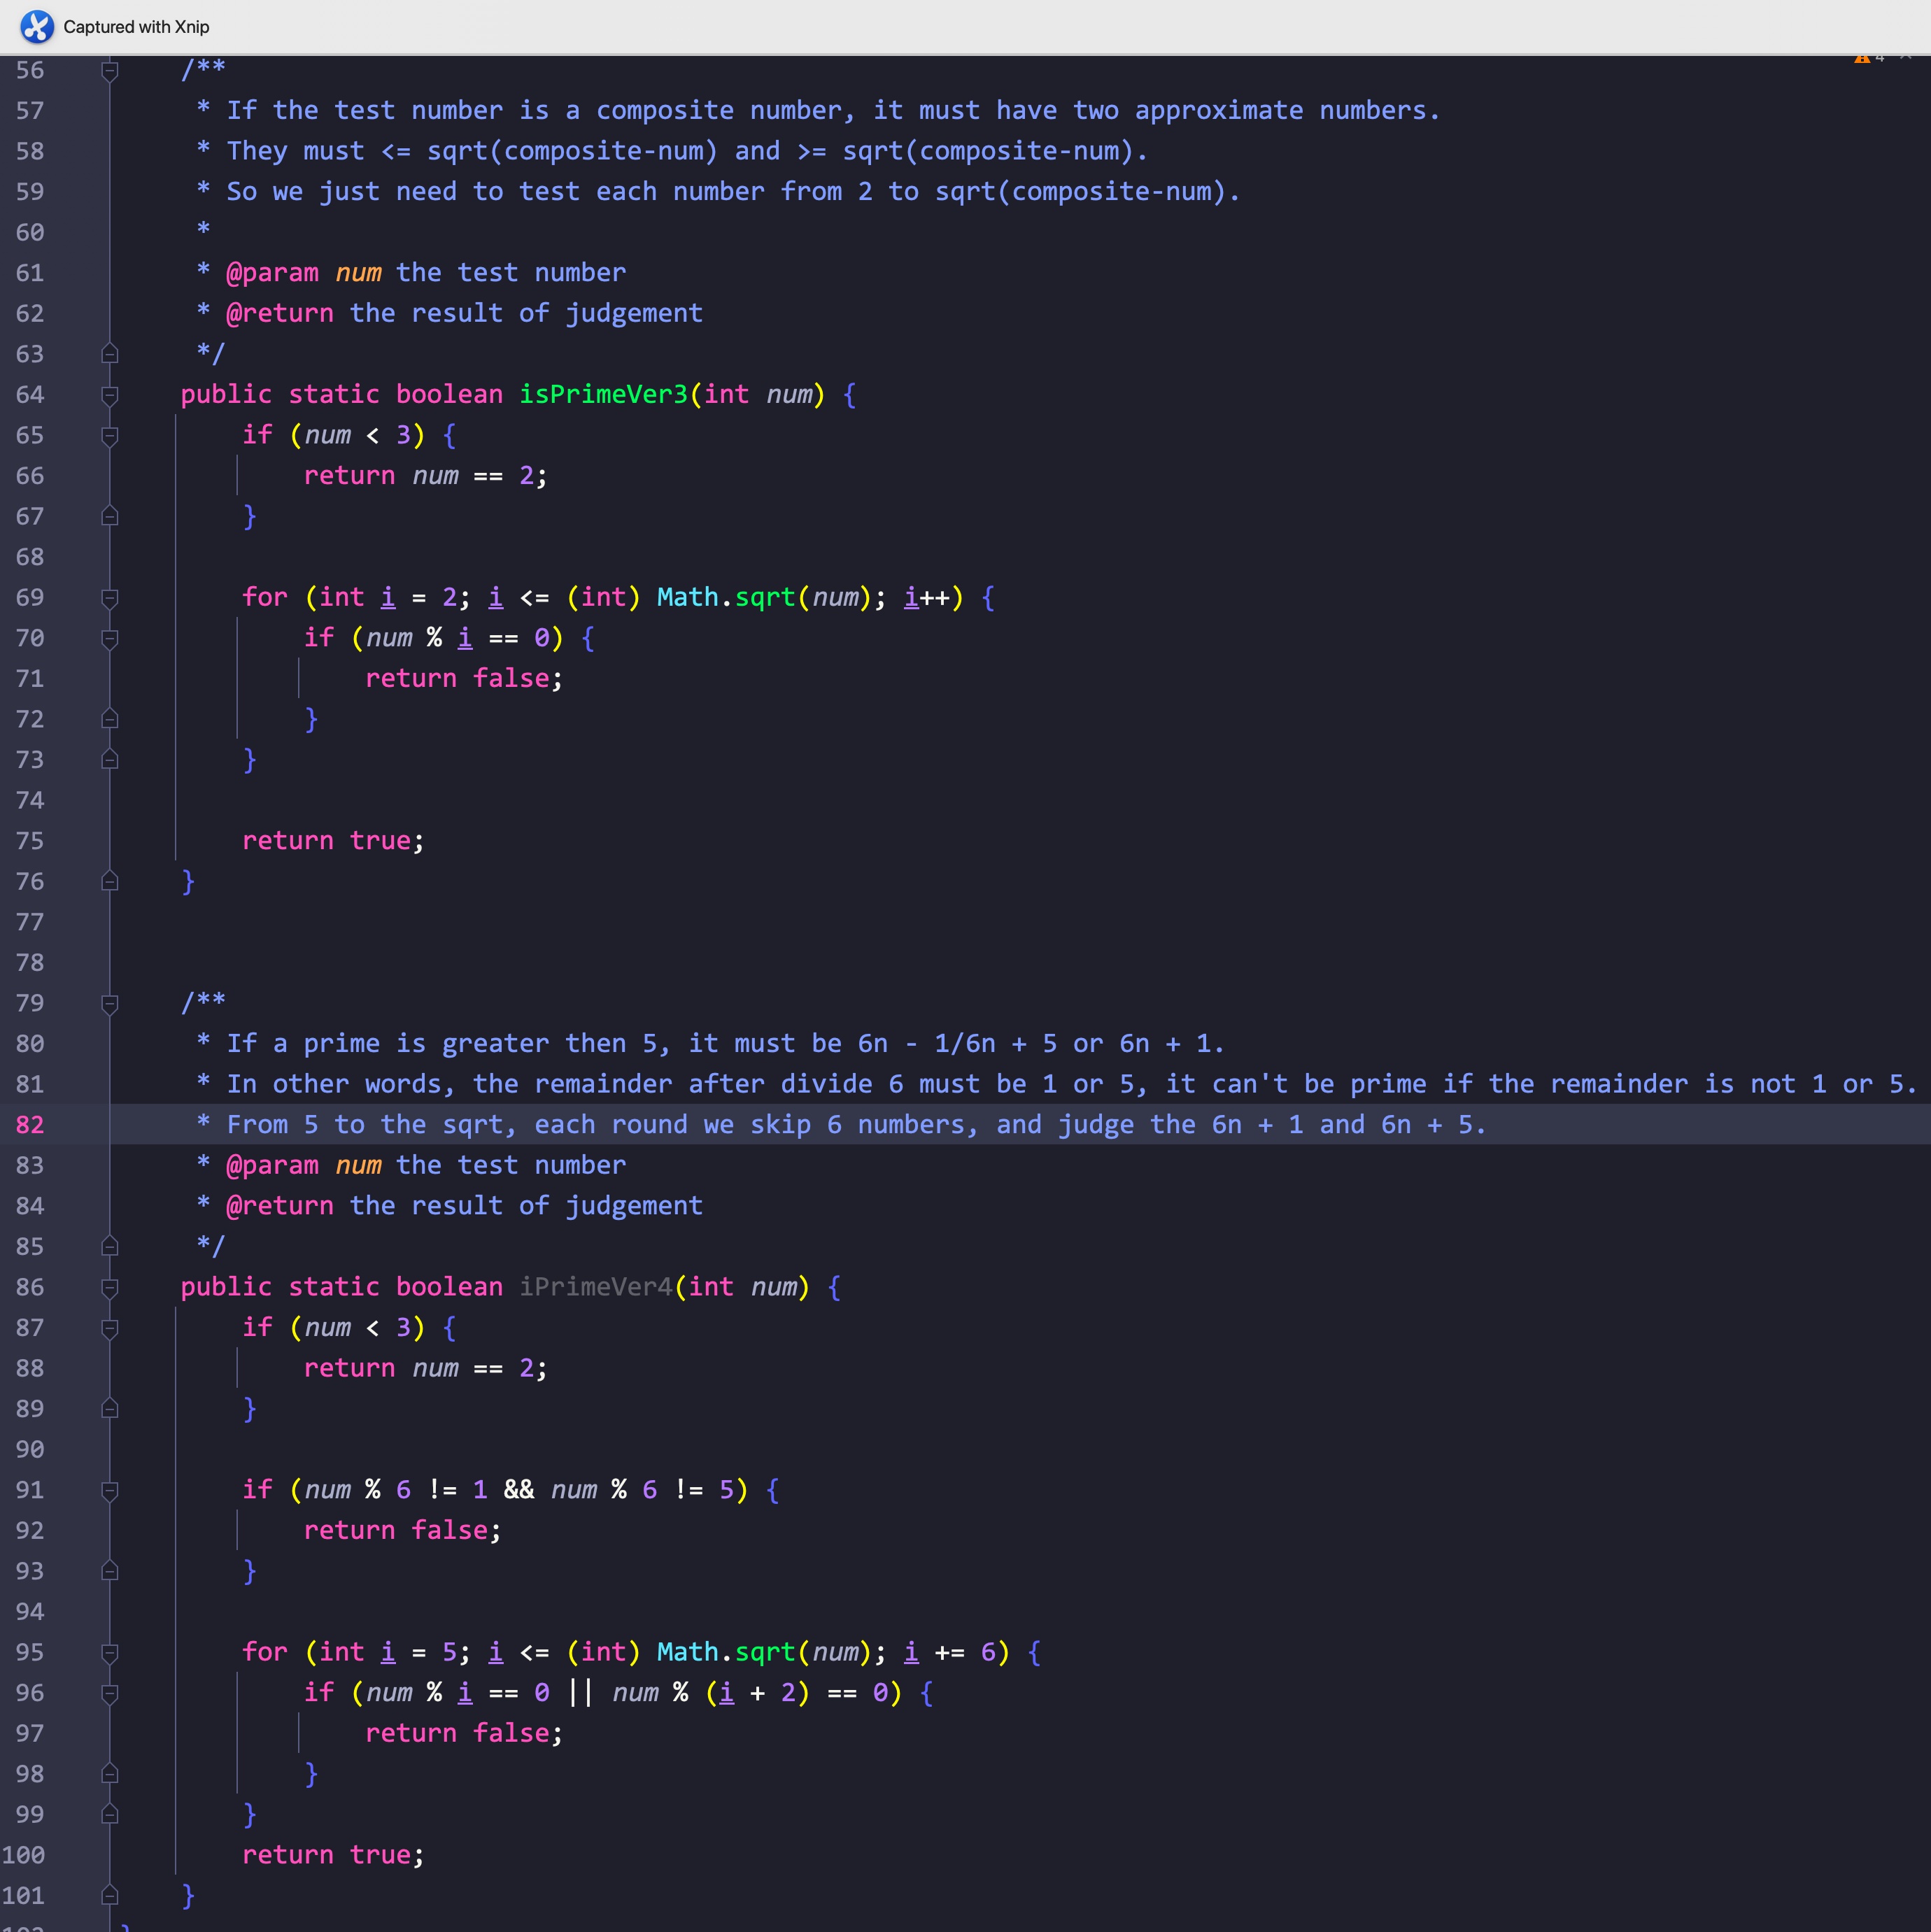 Captured with Xnip
4
56 /**
57 * If the test number is a composite number, it must have two approximate numbers.
58 * They must <= sqrt(composite-num) and >= sqrt(composite-num).
59 * So we just need to test each number from 2 to sqrt(composite-num).
60 *
61 * @param num the test number
62 * @return the result of judgement
63 */
64 public static boolean isPrimeVer3(int num) {
65 if (num < 3) {
66 return num == 2;
67 }
68
69 for (int i = 2; i <= (int) Math.sqrt(num); i++) {
70 if (num % i == 0) {
71 return false;
72 }
73 }
74
75 return true;
76 }
77
78
79 /**
80 * If a prime is greater then 5, it must be 6n - 1/6n + 5 or 6n + 1.
81 * In other words, the remainder after divide 6 must be 1 or 5, it can't be prime if the remainder is not 1 or 5.
82 * From 5 to the sqrt, each round we skip 6 numbers, and judge the 6n + 1 and 6n + 5.
83 * @param num the test number
84 * @return the result of judgement
85 */
86 public static boolean iPrimeVer4(int num) {
87 if (num < 3) {
88 return num == 2;
89 }
90
91 if (num % 6 != 1 && num % 6 != 5) {
92 return false;
93 }
94
95 for (int i = 5; i <= (int) Math.sqrt(num); i += 6) {
96 if (num % i == 0 || num % (i + 2) == 0) {
97 return false;
98 }
99 }
100 return true;
101 }